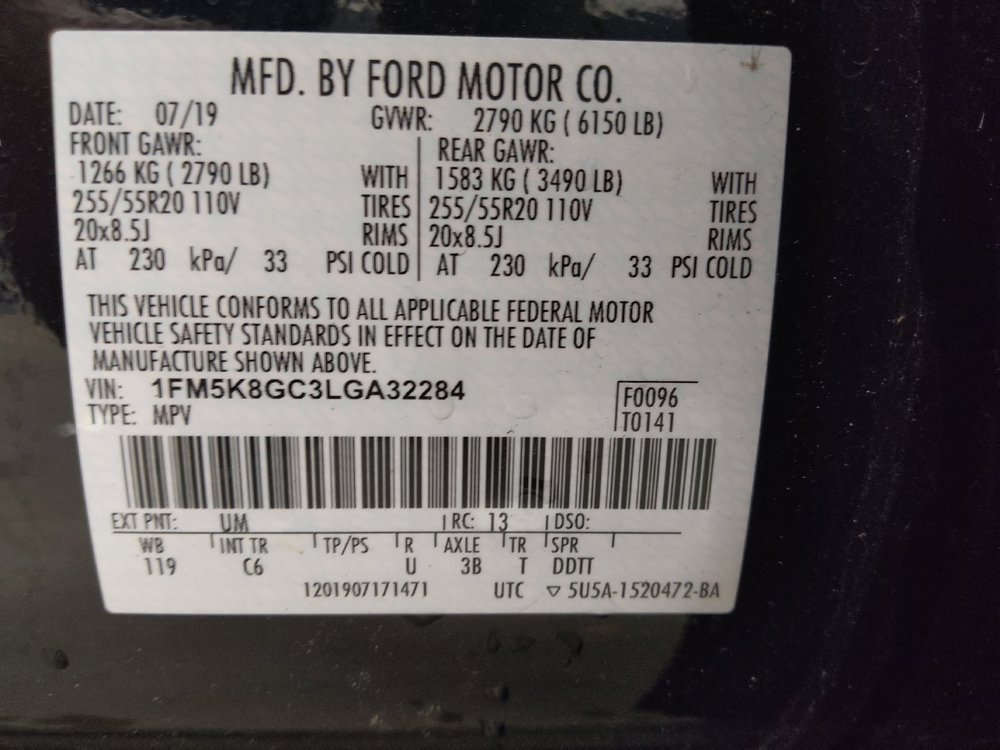 MFD. BY FORD MOTOR CO.
DATE: 07/19 GVWR: 2790 KG ( 6150 LB)
FRONT GAWR: REAR GAWR:
1266 KG ( 2790 LB) WITH 1583 KG ( 3490 LB) WITH
255/55R20 110V TIRES 255/55R20 110V TIRES
20x8.5J RIMS 20x8.5J RIMS
AT 230 kPa/ 33 PSI COLD AT 230 kPa/ 33 PSI COLD
THIS VEHICLE CONFORMS TO ALL APPLICABLE FEDERAL MOTOR
VEHICLE SAFETY STANDARDS IN EFFECT ON THE DATE OF
MANUFACTURE SHOWN ABOVE.
VIN: 1FM5K8GC3LGA32284 F0096
TYPE: MPV T0141
EXT PNT: UM RC: 13 DSO:
WB INT TR TP/PS R AXLE TR SPR
119 C6 U 3B T DDTT
1201907171471 UTC ▽ 5U5A-1520472-BA